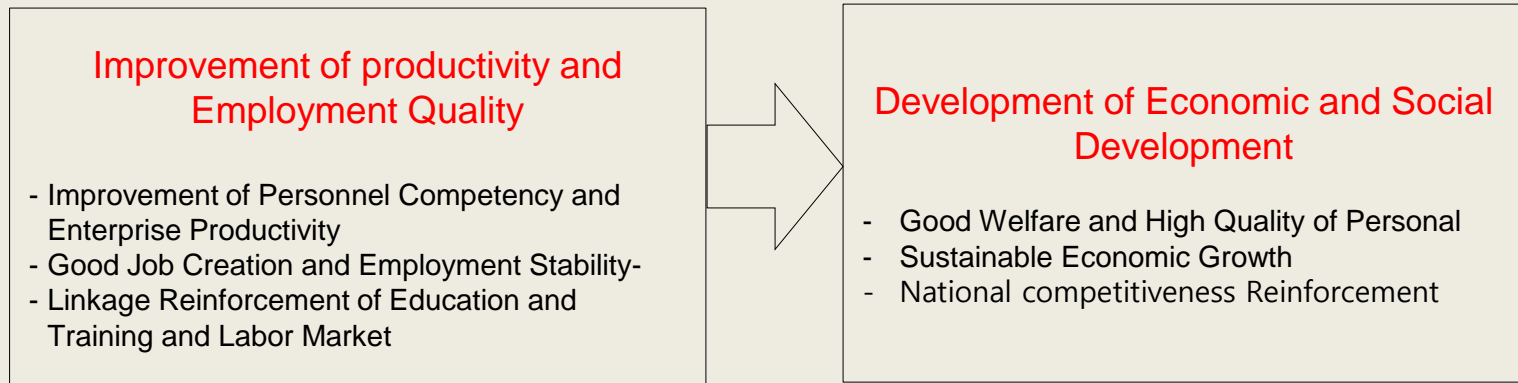 Improvement of productivity and
Employment Quality
- Improvement of Personnel Competency and
Enterprise Productivity
- Good Job Creation and Employment Stability-
- Linkage Reinforcement of Education and
Training and Labor Market
Development of Economic and Social
Development
- Good Welfare and High Quality of Personal
- Sustainable Economic Growth
- National competitiveness Reinforcement